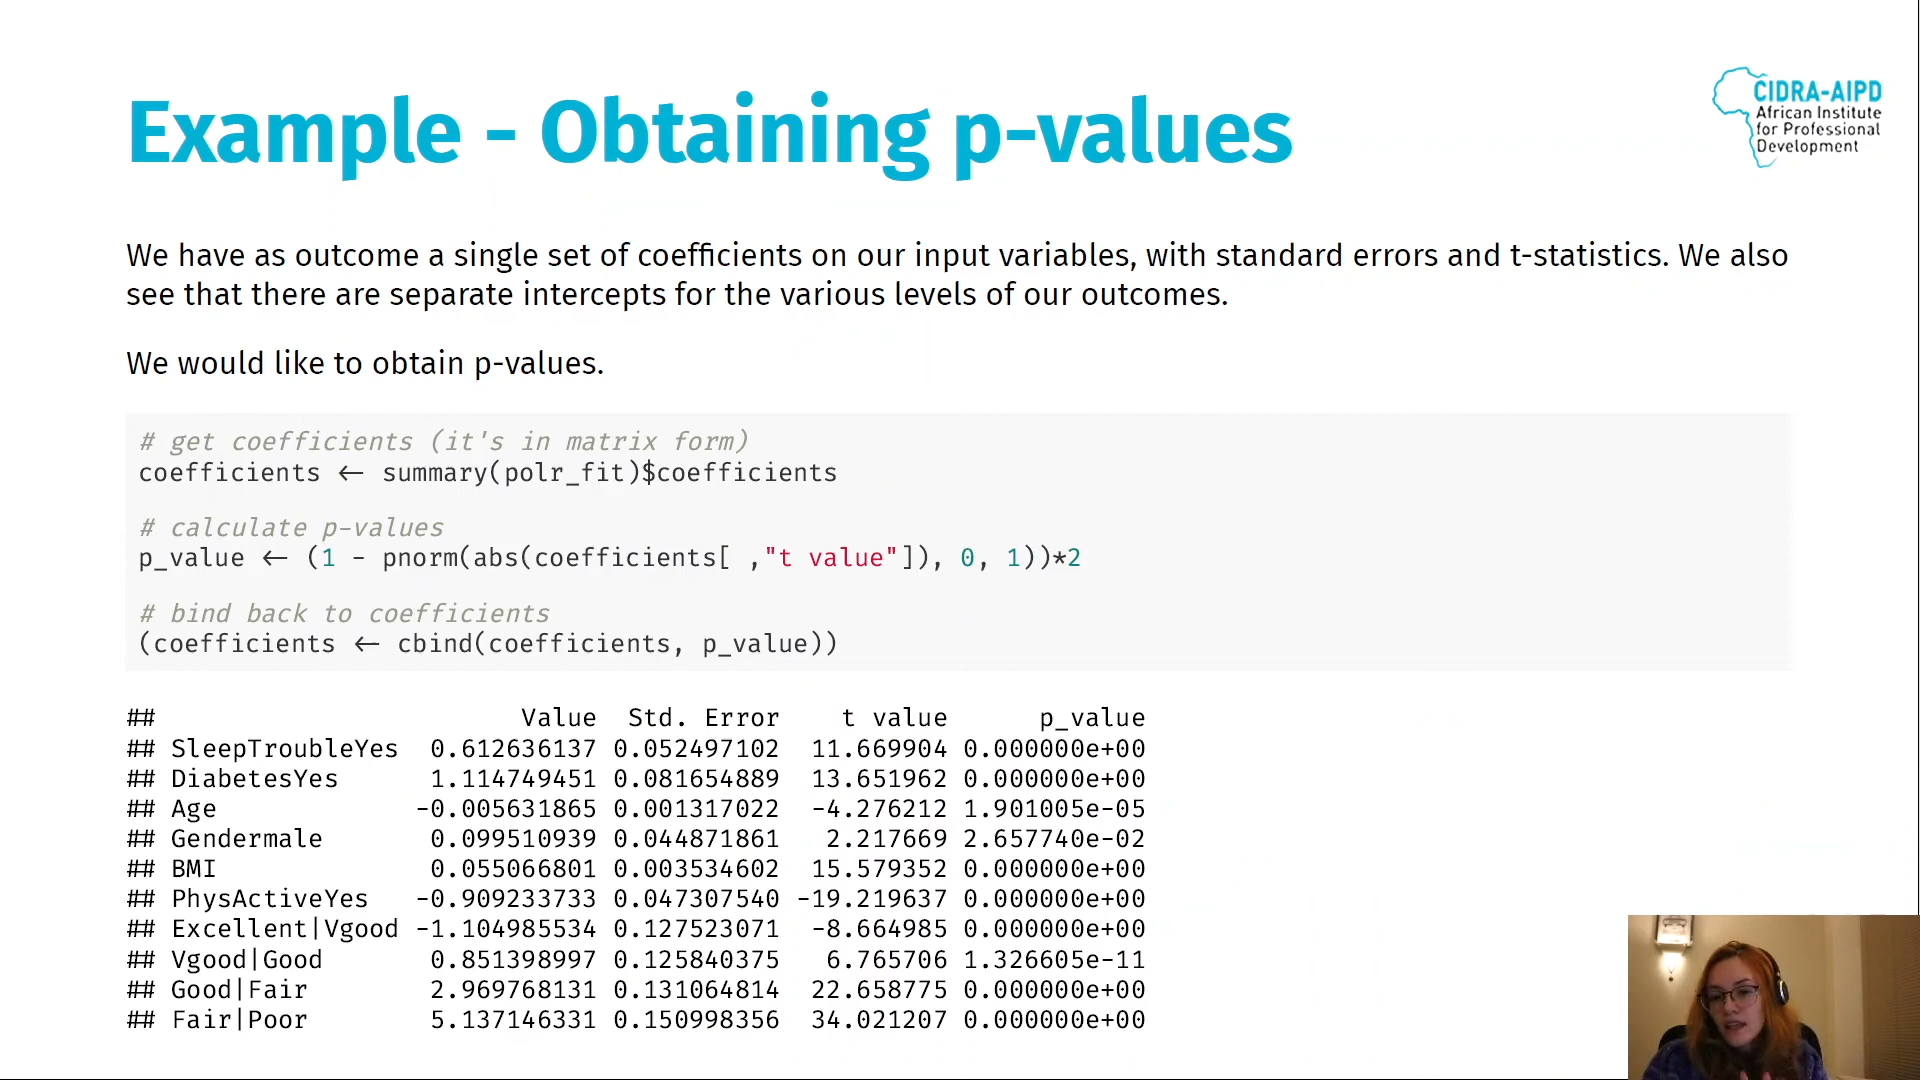 Example - Obtaining p-values
CIDRA-AIPD
African Institute
for Professional
Development
We have as outcome a single set of coefficients on our input variables, with standard errors and t-statistics. We also
see that there are separate intercepts for the various levels of our outcomes.
We would like to obtain p-values.
# get coefficients (it's in matrix form)
coefficients ← summary(polr_fit)$coefficients
# calculate p-values
p_value ← (1 - pnorm(abs(coefficients[ ,"t value"]), 0, 1))*2
# bind back to coefficients
(coefficients ← cbind(coefficients, p_value))
## Value Std. Error t value p_value
## SleepTroubleYes 0.612636137 0.052497102 11.669904 0.000000e+00
## DiabetesYes 1.114749451 0.081654889 13.651962 0.000000e+00
## Age -0.005631865 0.001317022 -4.276212 1.901005e-05
## Gendermale 0.099510939 0.044871861 2.217669 2.657740e-02
## BMI 0.055066801 0.003534602 15.579352 0.000000e+00
## PhysActiveYes -0.909233733 0.047307540 -19.219637 0.000000e+00
## Excellent|Vgood -1.104985534 0.127523071 -8.664985 0.000000e+00
## Vgood|Good 0.851398997 0.125840375 6.765706 1.326605e-11
## Good|Fair 2.969768131 0.131064814 22.658775 0.000000e+00
## Fair|Poor 5.137146331 0.150998356 34.021207 0.000000e+00